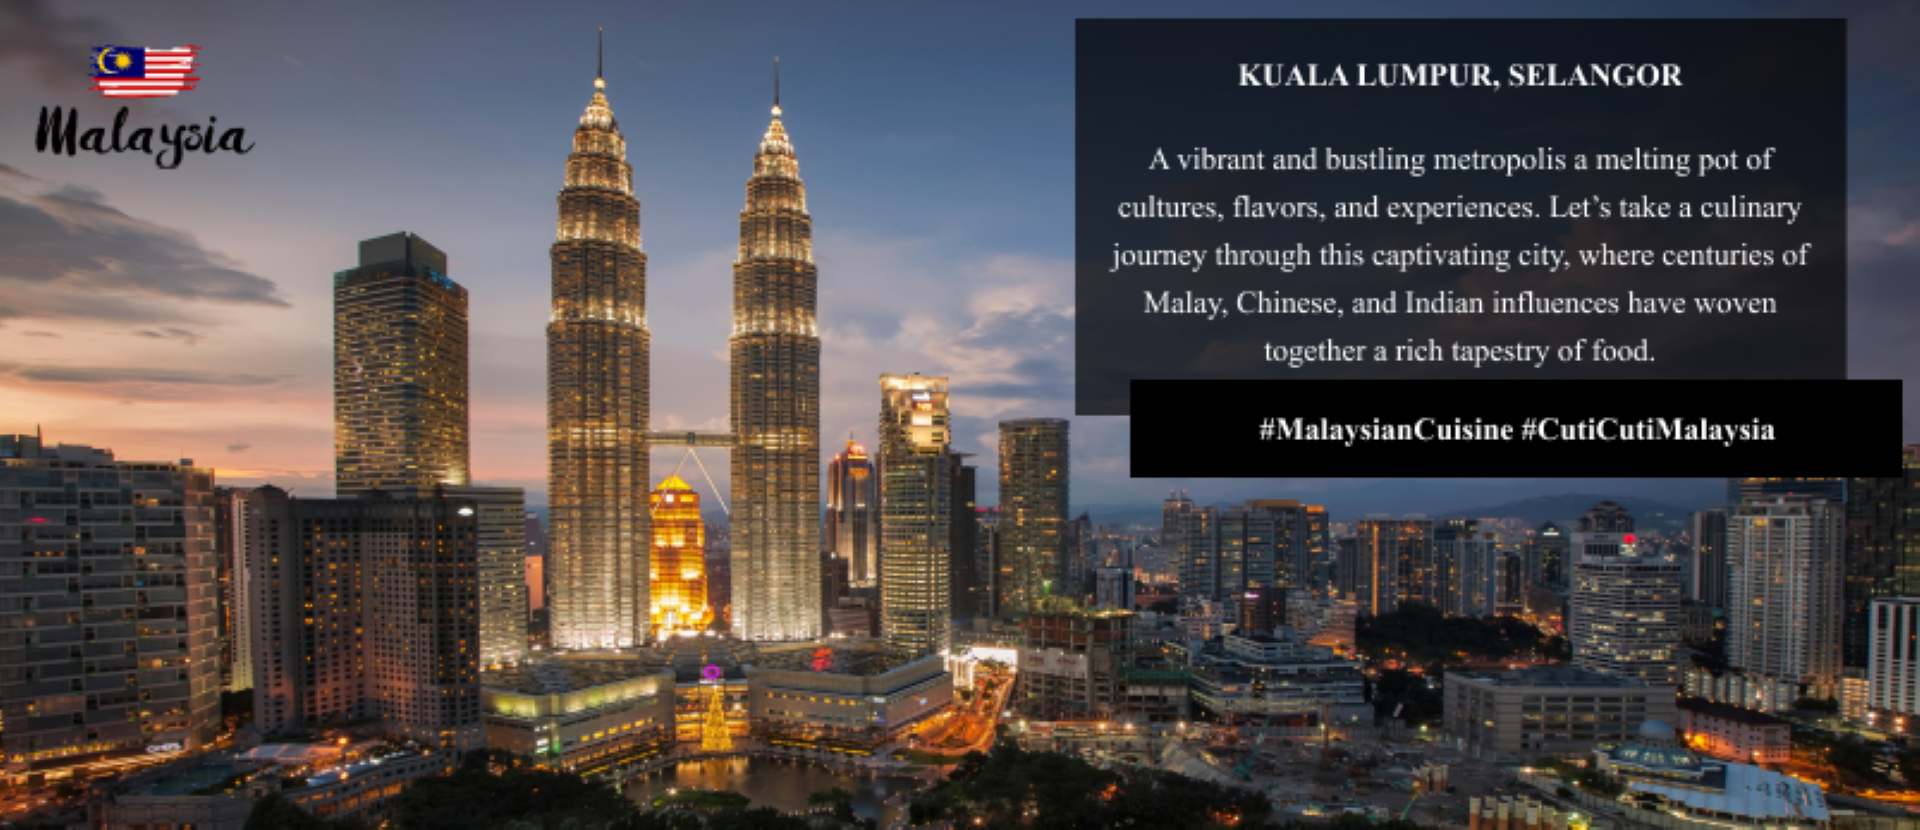 Malaysia
KUALA LUMPUR, SELANGOR
A vibrant and bustling metropolis a melting pot of
cultures, flavors, and experiences. Let’s take a culinary
journey through this captivating city, where centuries of
Malay, Chinese, and Indian influences have woven
together a rich tapestry of food.
#MalaysianCuisine #CutiCutiMalaysia